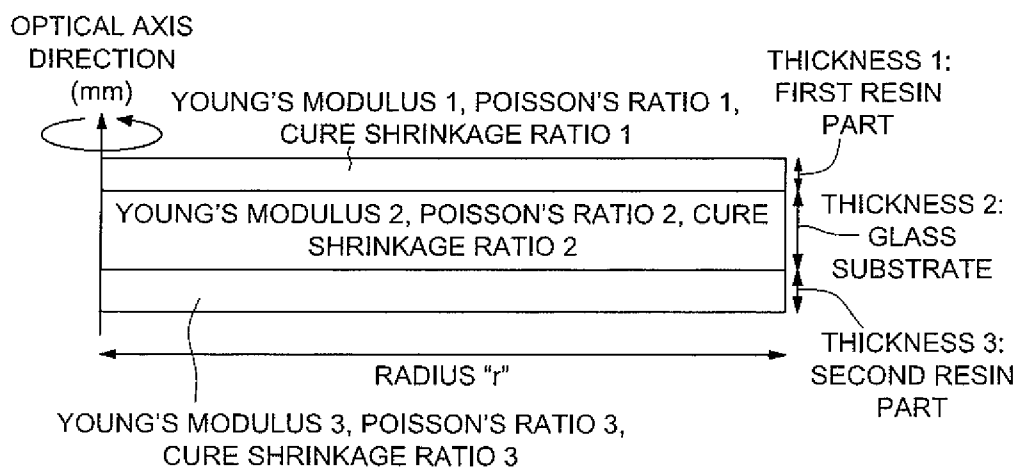 OPTICAL AXIS
DIRECTION
(mm)
YOUNG'S MODULUS 1, POISSON'S RATIO 1,
CURE SHRINKAGE RATIO 1
THICKNESS 1:
FIRST RESIN
PART
YOUNG'S MODULUS 2, POISSON'S RATIO 2, CURE
SHRINKAGE RATIO 2
THICKNESS 2:
GLASS
SUBSTRATE
RADIUS "r"
THICKNESS 3:
SECOND RESIN
PART
YOUNG'S MODULUS 3, POISSON'S RATIO 3,
CURE SHRINKAGE RATIO 3